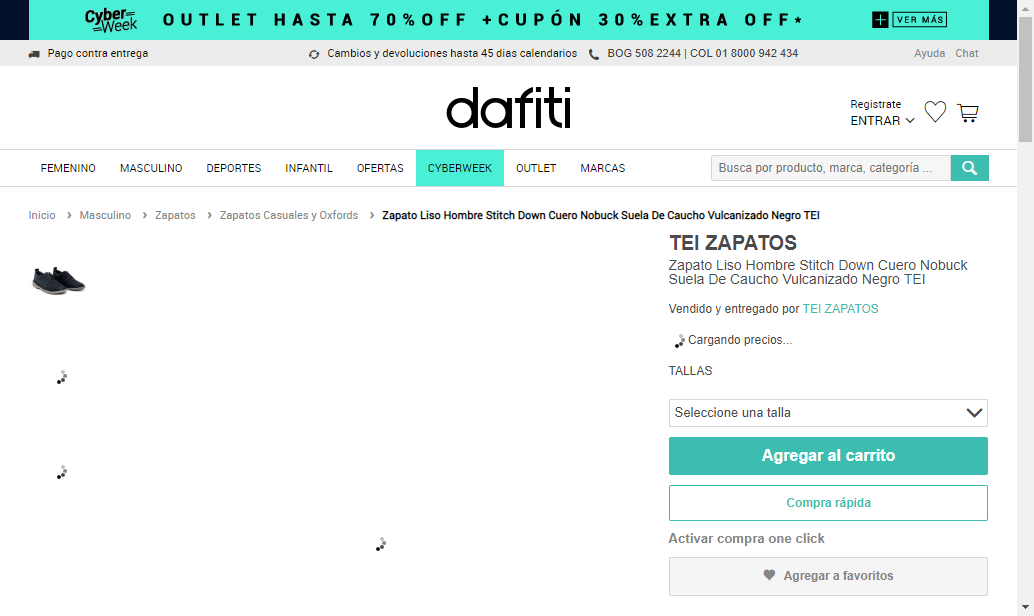 Cyber Week OUTLET HASTA 70%OFF +CUPÓN 30%EXTRA OFF* + VER MÁS
Pago contra entrega Cambios y devoluciones hasta 45 dias calendarios BOG 508 2244 | COL 01 8000 942 434 Ayuda Chat
dafiti
Registrate
ENTRAR
FEMENINO MASCULINO DEPORTES INFANTIL OFERTAS CYBERWEEK OUTLET MARCAS Busca por producto, marca, categoría ...
Inicio > Masculino > Zapatos > Zapatos Casuales y Oxfords > Zapato Liso Hombre Stitch Down Cuero Nobuck Suela De Caucho Vulcanizado Negro TEI
TEI ZAPATOS
Zapato Liso Hombre Stitch Down Cuero Nobuck
Suela De Caucho Vulcanizado Negro TEI
Vendido y entregado por TEI ZAPATOS
Cargando precios...
TALLAS
Seleccione una talla
Agregar al carrito
Compra rápida
Activar compra one click
Agregar a favoritos